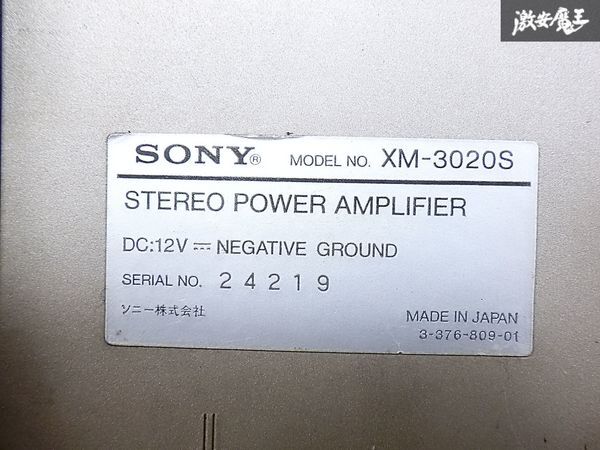 激安魔王
SONY® MODEL NO. XM-3020S
STEREO POWER AMPLIFIER
DC:12V ⎓ NEGATIVE GROUND
SERIAL NO. 24219
ソニー株式会社
MADE IN JAPAN
3-376-809-01